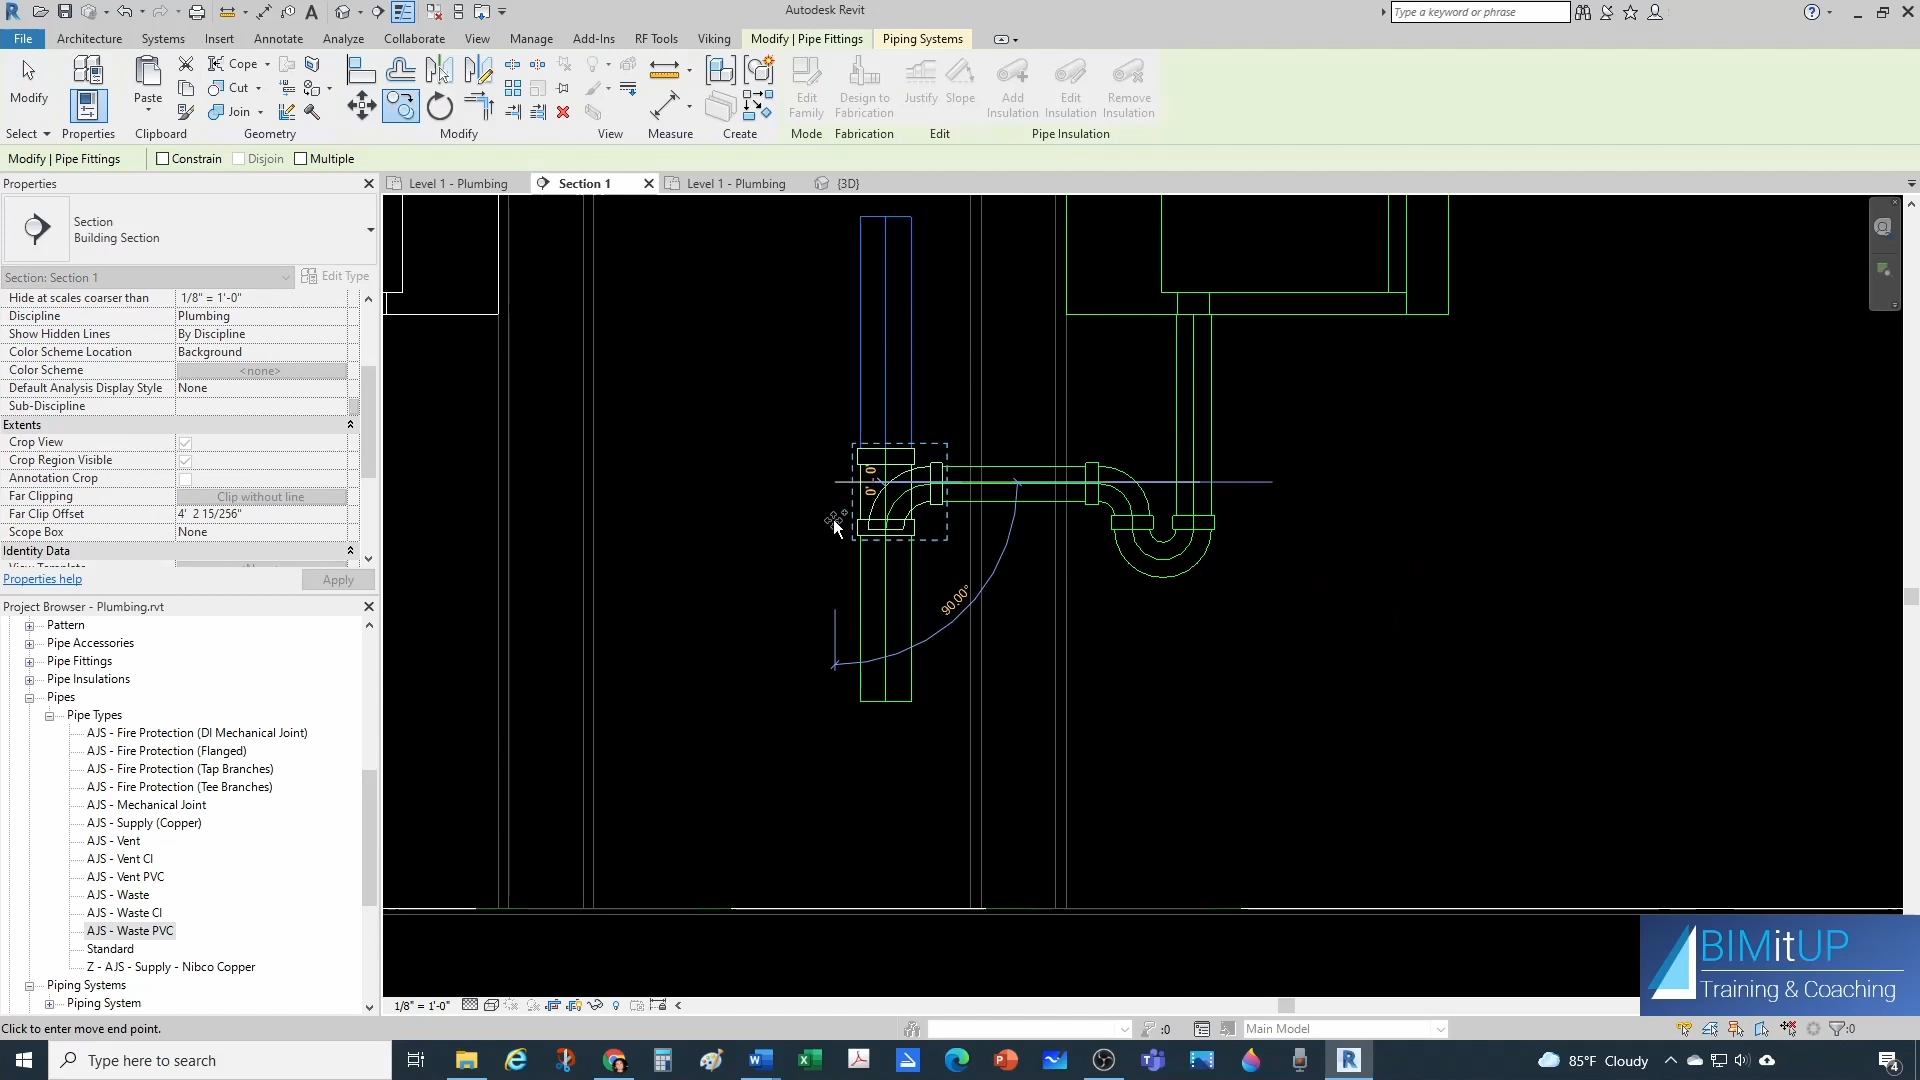 Autodesk Revit
Type a keyword or phrase
File Architecture Systems Insert Annotate Analyze Collaborate View Manage Add-Ins RF Tools Viking Modify | Pipe Fittings Piping Systems
Modify
Paste
Cope
Cut
Join
Edit Family
Design to Fabrication
Justify
Slope
Add Insulation
Edit Insulation
Remove Insulation
Select Properties Clipboard Geometry Modify View Measure Create Mode Fabrication Edit Pipe Insulation
Modify | Pipe Fittings Constrain Disjoin Multiple
Properties
Level 1 - Plumbing Section 1 Level 1 - Plumbing {3D}
Section
Building Section
Section: Section 1 Edit Type
Hide at scales coarser than 1/8" = 1'-0"
Discipline Plumbing
Show Hidden Lines By Discipline
Color Scheme Location Background
Color Scheme <none>
Default Analysis Display Style None
Sub-Discipline
Extents
Crop View
Crop Region Visible
Annotation Crop
Far Clipping Clip without line
Far Clip Offset 4' 2 15/256"
Scope Box None
Identity Data
Properties help Apply
0' - 0"
90.00°
Project Browser - Plumbing.rvt
Pattern
Pipe Accessories
Pipe Fittings
Pipe Insulations
Pipes
Pipe Types
AJS - Fire Protection (DI Mechanical Joint)
AJS - Fire Protection (Flanged)
AJS - Fire Protection (Tap Branches)
AJS - Fire Protection (Tee Branches)
AJS - Mechanical Joint
AJS - Supply (Copper)
AJS - Vent
AJS - Vent CI
AJS - Vent PVC
AJS - Waste
AJS - Waste CI
AJS - Waste PVC
Standard
Z - AJS - Supply - Nibco Copper
Piping Systems
Piping System
BIMitUP
Training & Coaching
1/8" = 1'-0"
Click to enter move end point.
:0 Main Model :0
Type here to search
85°F Cloudy
4